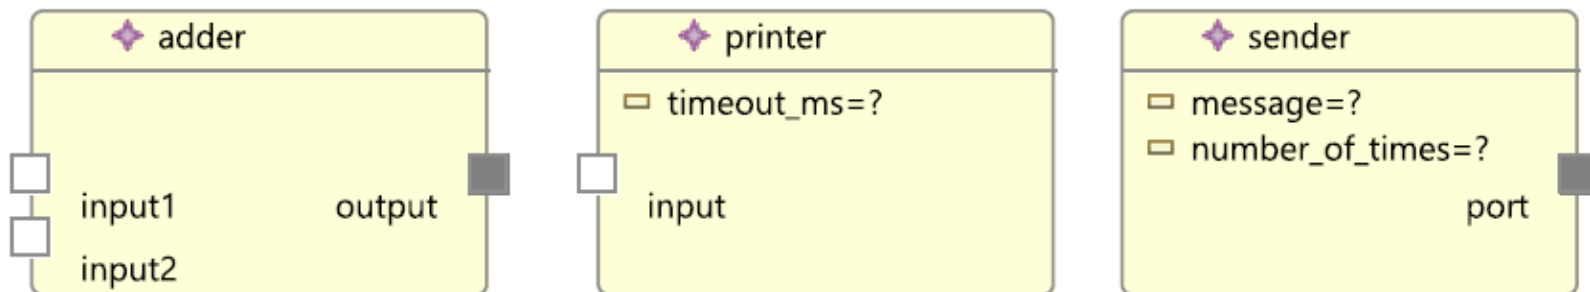 adder
input1
output
input2
printer
timeout_ms=?
input
sender
message=?
number_of_times=?
port